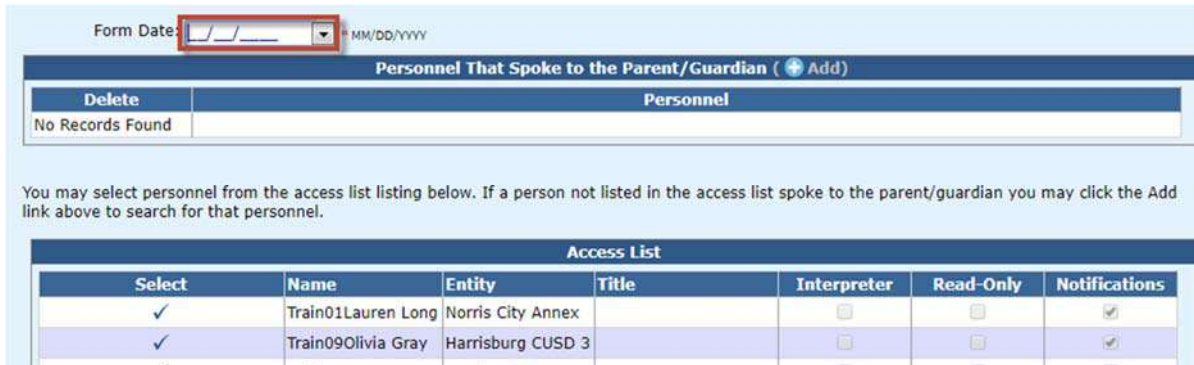 Form Date: __/__/____ * MM/DD/YYYY
Personnel That Spoke to the Parent/Guardian ( Add)
Delete Personnel
No Records Found
You may select personnel from the access list listing below. If a person not listed in the access list spoke to the parent/guardian you may click the Add
link above to search for that personnel.
Access List
Select Name Entity Title Interpreter Read-Only Notifications
Train01Lauren Long Norris City Annex
Train09Olivia Gray Harrisburg CUSD 3